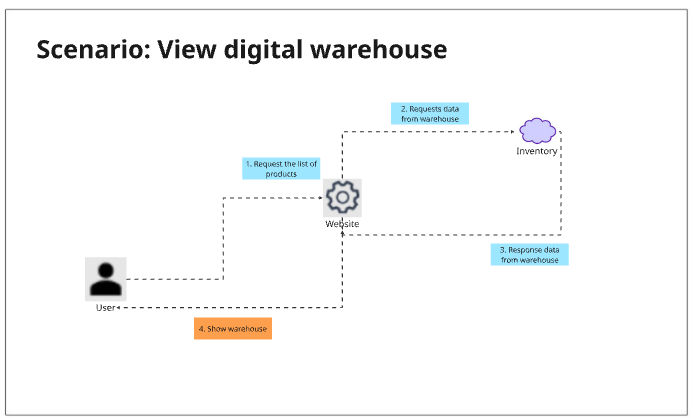 Scenario: View digital warehouse
2. Requests data
from warehouse
Inventory
1. Request the list of
products
Website
3. Response data
from warehouse
User
4. Show warehouse